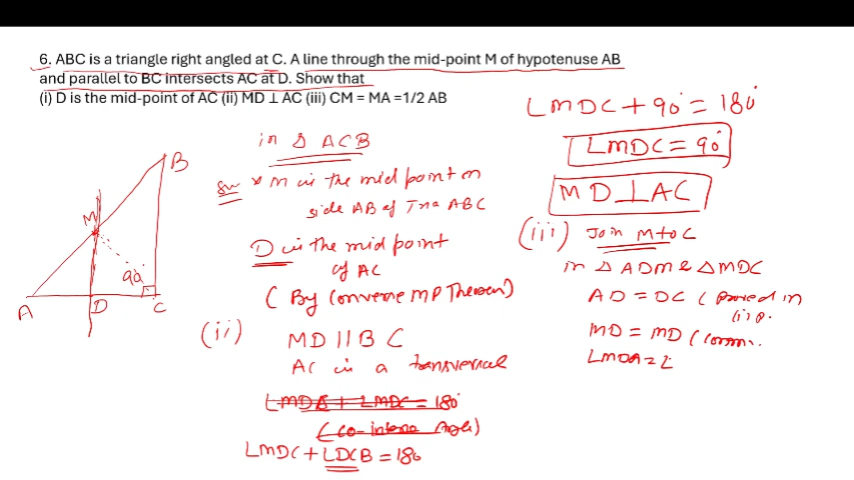 6. ABC is a triangle right angled at C. A line through the mid-point M of hypotenuse AB
and parallel to BC intersects AC at D. Show that
(i) D is the mid-point of AC (ii) MD ⊥ AC (iii) CM = MA =1/2 AB
in Δ ACB
M is the mid point on
side AB of ABC
D is the mid point
of AC
(By Converse MP Theorem)
(ii) MD || BC
AC is a transversal
∠MDA + ∠MDC = 180°
(co-interior Angle)
∠MDC + ∠DCB = 180
B
M
90°
A
D
C
∠MDC + 90° = 180°
∠MDC = 90°
MD ⊥ AC
(iii) Join M to C
in Δ ADM & Δ MDC
AD = DC (proved in
MD = MD (comm..
∠MDA = ∠